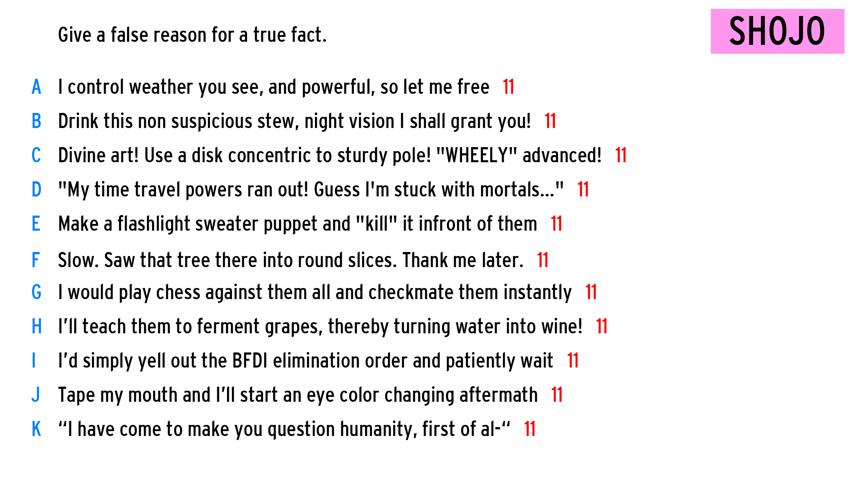 Give a false reason for a true fact.
SHOJO
A I control weather you see, and powerful, so let me free 11
B Drink this non suspicious stew, night vision I shall grant you! 11
C Divine art! Use a disk concentric to sturdy pole! "WHEELY" advanced! 11
D "My time travel powers ran out! Guess I'm stuck with mortals..." 11
E Make a flashlight sweater puppet and "kill" it infront of them 11
F Slow. Saw that tree there into round slices. Thank me later. 11
G I would play chess against them all and checkmate them instantly 11
H I’ll teach them to ferment grapes, thereby turning water into wine! 11
I I’d simply yell out the BFDI elimination order and patiently wait 11
J Tape my mouth and I’ll start an eye color changing aftermath 11
K “I have come to make you question humanity, first of al-“ 11